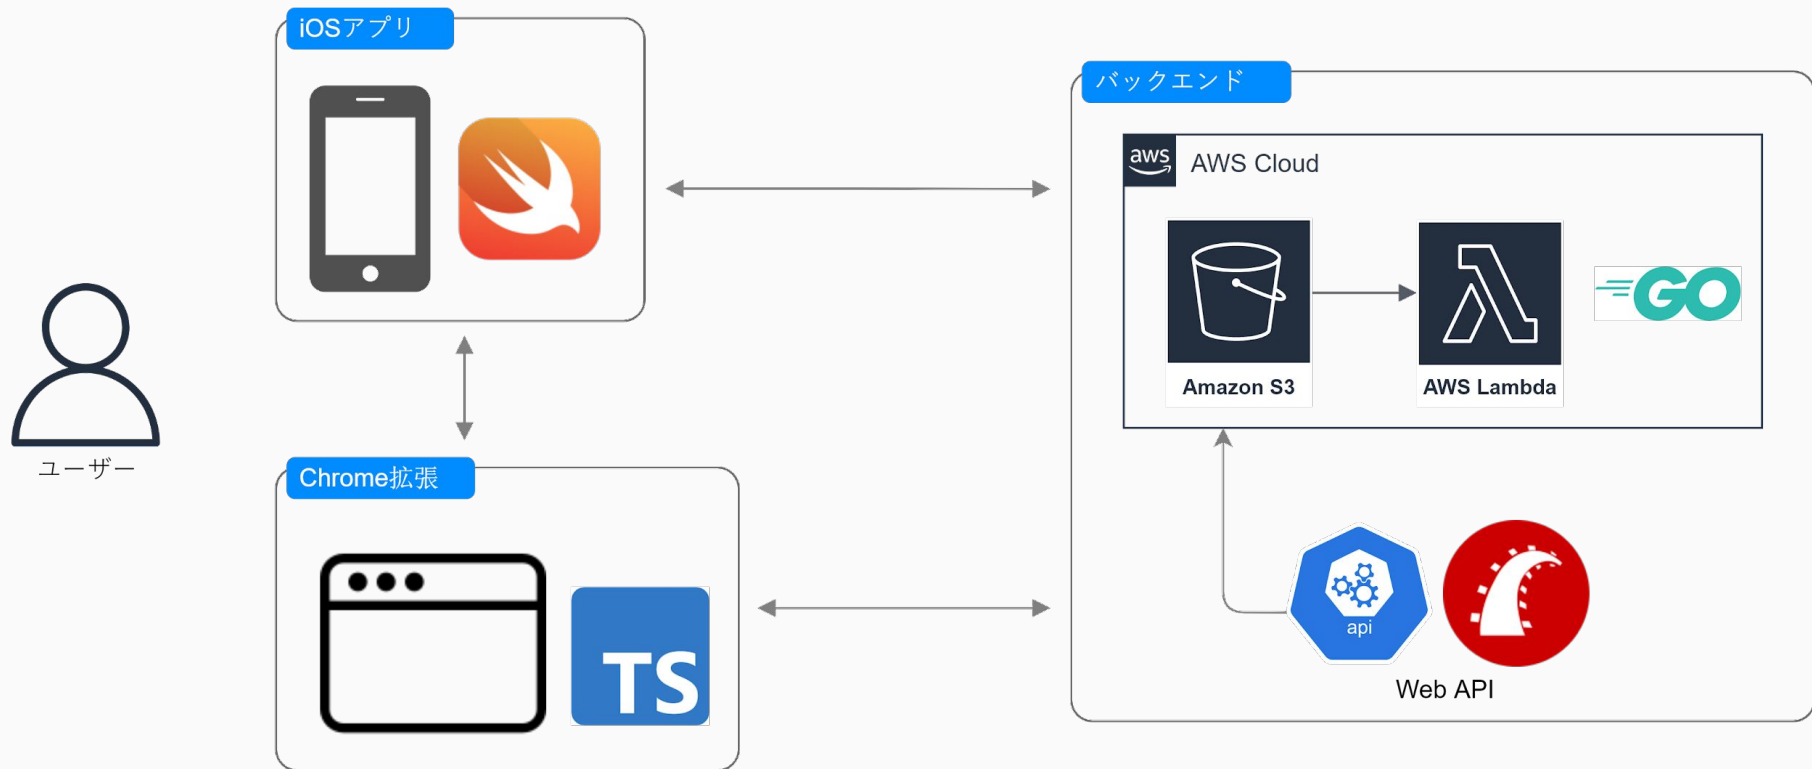 iOSアプリ
バックエンド
aws
AWS Cloud
GO
Amazon S3
AWS Lambda
ユーザー
Chrome拡張
TS
api
Web API